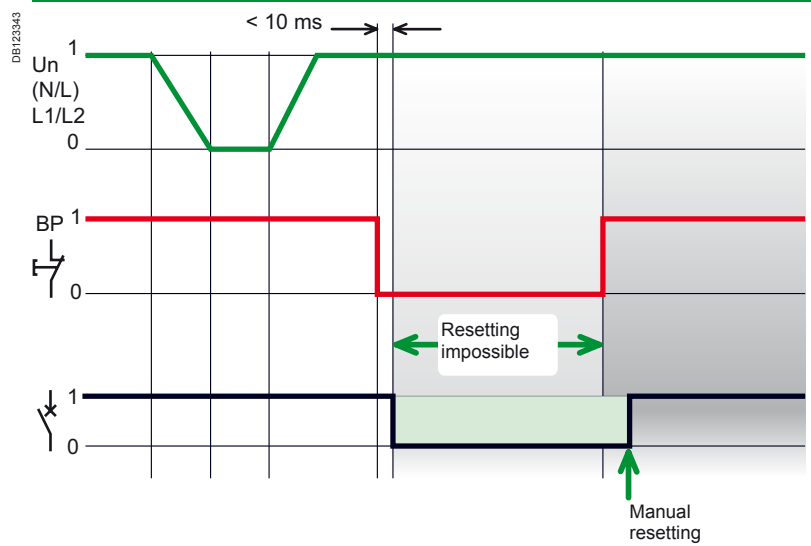 DB123343
< 10 ms
1
Un
(N/L)
L1/L2
0
BP 1
0
Resetting
impossible
1
0
Manual
resetting